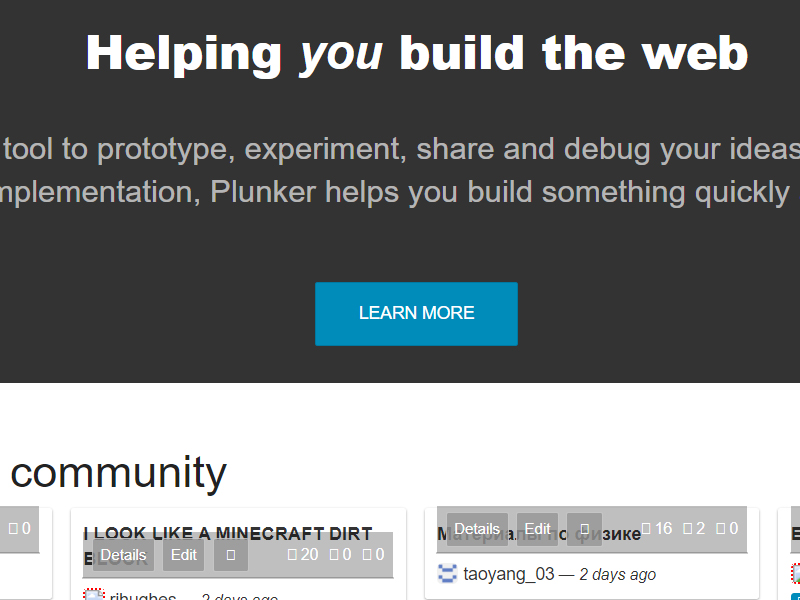 Helping you build the web
tool to prototype, experiment, share and debug your ideas
mplementation, Plunker helps you build something quickly
LEARN MORE
community
0
I LOOK LIKE A MINECRAFT DIRT
BLOCK
Details Edit 20 0 0
rihughes — 2 days ago
Материалы по физике
Details Edit 16 2 0
taoyang_03 — 2 days ago